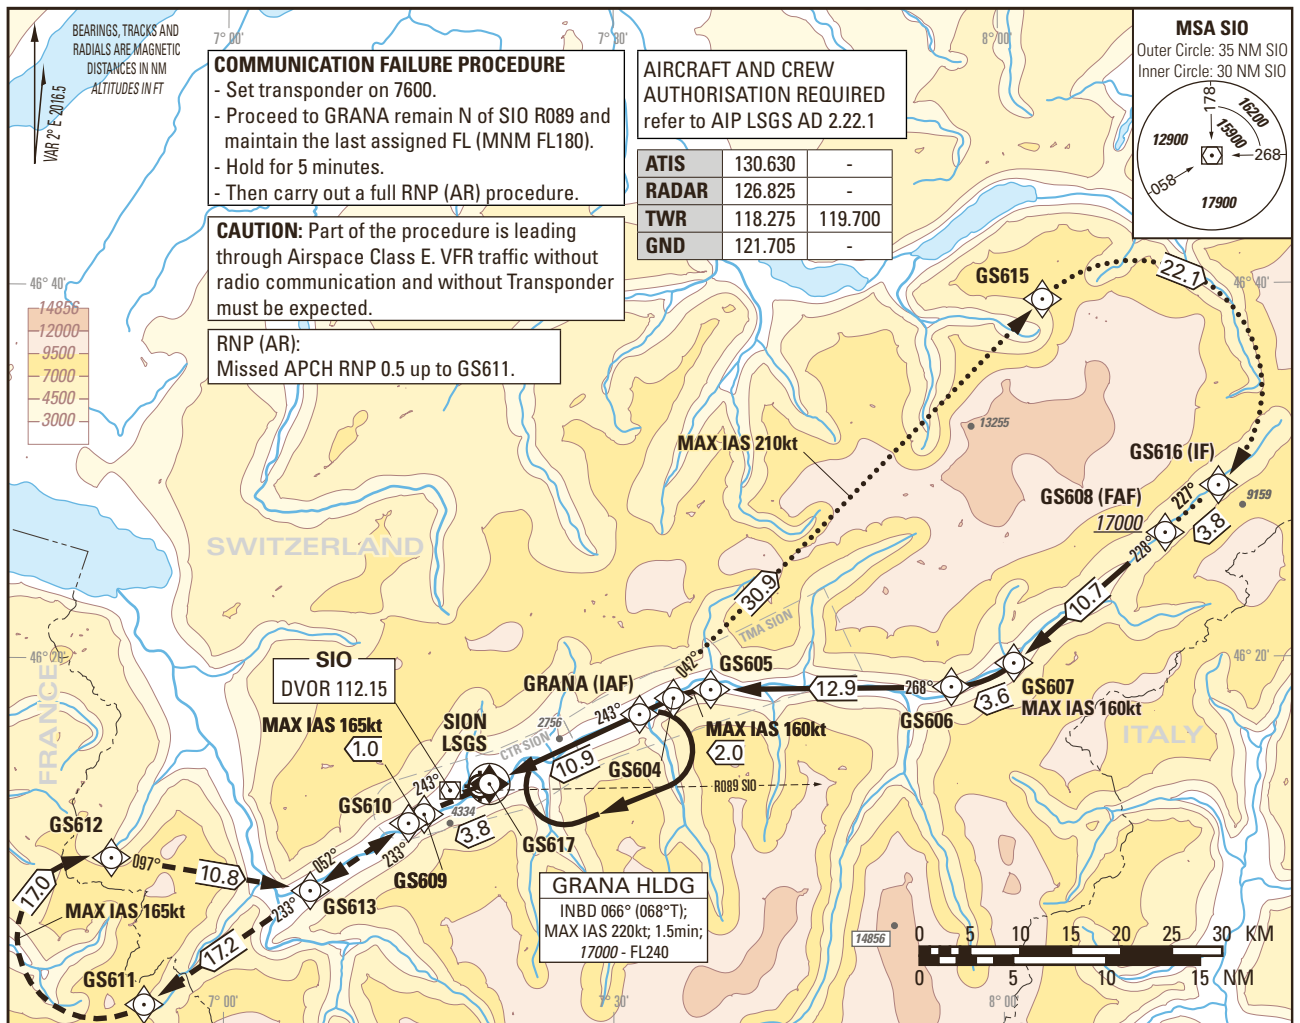 BEARINGS, TRACKS AND
RADIALS ARE MAGNETIC
DISTANCES IN NM
ALTITUDES IN FT
VAR 2° E 2016.5
7° 00'
7° 30'
8° 00'
COMMUNICATION FAILURE PROCEDURE
- Set transponder on 7600.
- Proceed to GRANA remain N of SIO R089 and
maintain the last assigned FL (MNM FL180).
- Hold for 5 minutes.
- Then carry out a full RNP (AR) procedure.
AIRCRAFT AND CREW
AUTHORISATION REQUIRED
refer to AIP LSGS AD 2.22.1
ATIS 130.630 -
RADAR 126.825 -
TWR 118.275 119.700
GND 121.705 -
MSA SIO
Outer Circle: 35 NM SIO
Inner Circle: 30 NM SIO
178
16200
15900
12900
268
058
17900
CAUTION: Part of the procedure is leading
through Airspace Class E. VFR traffic without
radio communication and without Transponder
must be expected.
RNP (AR):
Missed APCH RNP 0.5 up to GS611.
46° 40'
46° 40'
14856
12000
9500
7000
4500
3000
GS615
22.1
13255
MAX IAS 210kt
GS616 (IF)
227°
9159
GS608 (FAF)
17000
3.8
228°
SWITZERLAND
30.9
10.7
TMA SION
46° 20'
46° 20'
FRANCE
SIO
DVOR 112.15
042°
GS605
GRANA (IAF)
243°
12.9
268°
GS606
3.6
GS607
MAX IAS 160kt
ITALY
MAX IAS 165kt
1.0
SION
LSGS
2756
CTR SION
MAX IAS 160kt
2.0
10.9
GS604
R089 SIO
243°
GS610
4334
3.8
GS617
GS612
097°
10.8
052°
233°
GS609
17.0
233°
GS613
MAX IAS 165kt
17.2
GS611
GRANA HLDG
INBD 066° (068°T);
MAX IAS 220kt; 1.5min;
17000 - FL240
14856
0 5 10 15 20 25 30 KM
0 5 10 15 NM
7° 00'
7° 30'
8° 00'